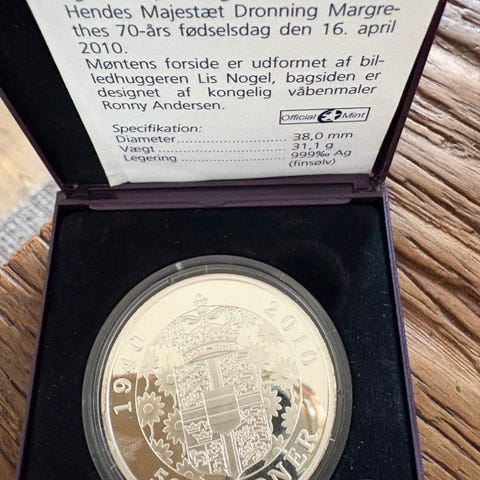 Hendes Majestæt Dronning Margre-
thes 70-års fødselsdag den 16. april
2010.
Møntens forside er udformet af bil-
ledhuggeren Lis Nogel, bagsiden er
designet af kongelig våbenmaler
Ronny Andersen.
Official Mint
Specifikation:
Diameter.................... 38,0 mm
Vægt .......................... 31,1 g
Legering .................. 999‰ Ag
(finsølv)
1940 2010